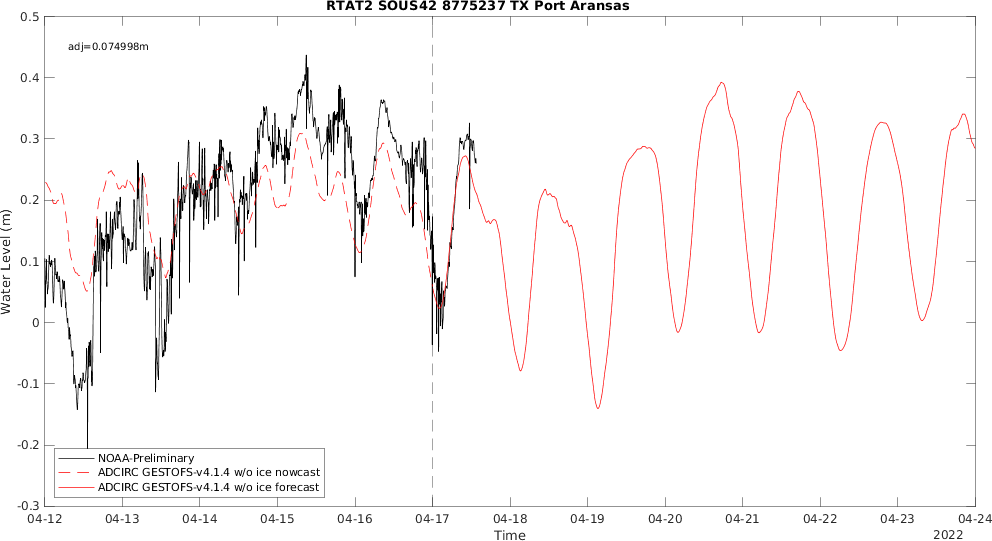 RTAT2 SOUS42 8775237 TX Port Aransas
adj=0.074998m
Water Level (m)
0.5
0.4
0.3
0.2
0.1
0
-0.1
-0.2
-0.3
NOAA-Preliminary
ADCIRC GESTOFS-v4.1.4 w/o ice nowcast
ADCIRC GESTOFS-v4.1.4 w/o ice forecast
04-12 04-13 04-14 04-15 04-16 04-17 04-18 04-19 04-20 04-21 04-22 04-23 04-24
Time
2022